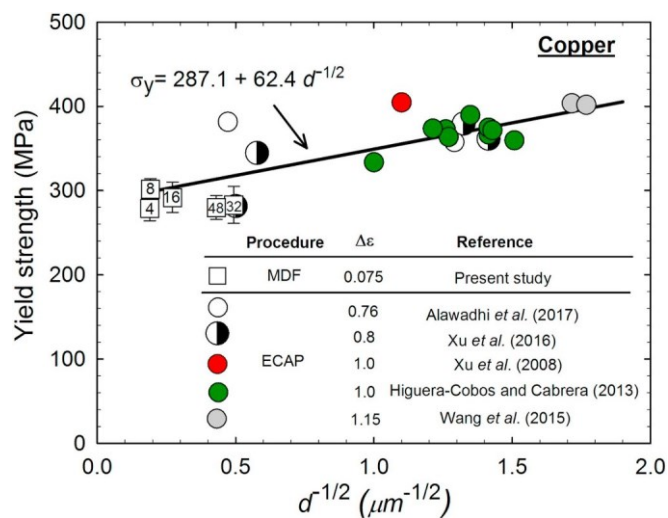 500
400
300
200
100
0
Yield strength (MPa)
Copper
σy= 287.1 + 62.4 d^-1/2
8
4
16
48
32
Procedure Δε Reference
MDF 0.075 Present study
0.76 Alawadhi et al. (2017)
0.8 Xu et al. (2016)
ECAP 1.0 Xu et al. (2008)
1.0 Higuera-Cobos and Cabrera (2013)
1.15 Wang et al. (2015)
0.0 0.5 1.0 1.5 2.0
d^-1/2 (μm^-1/2)